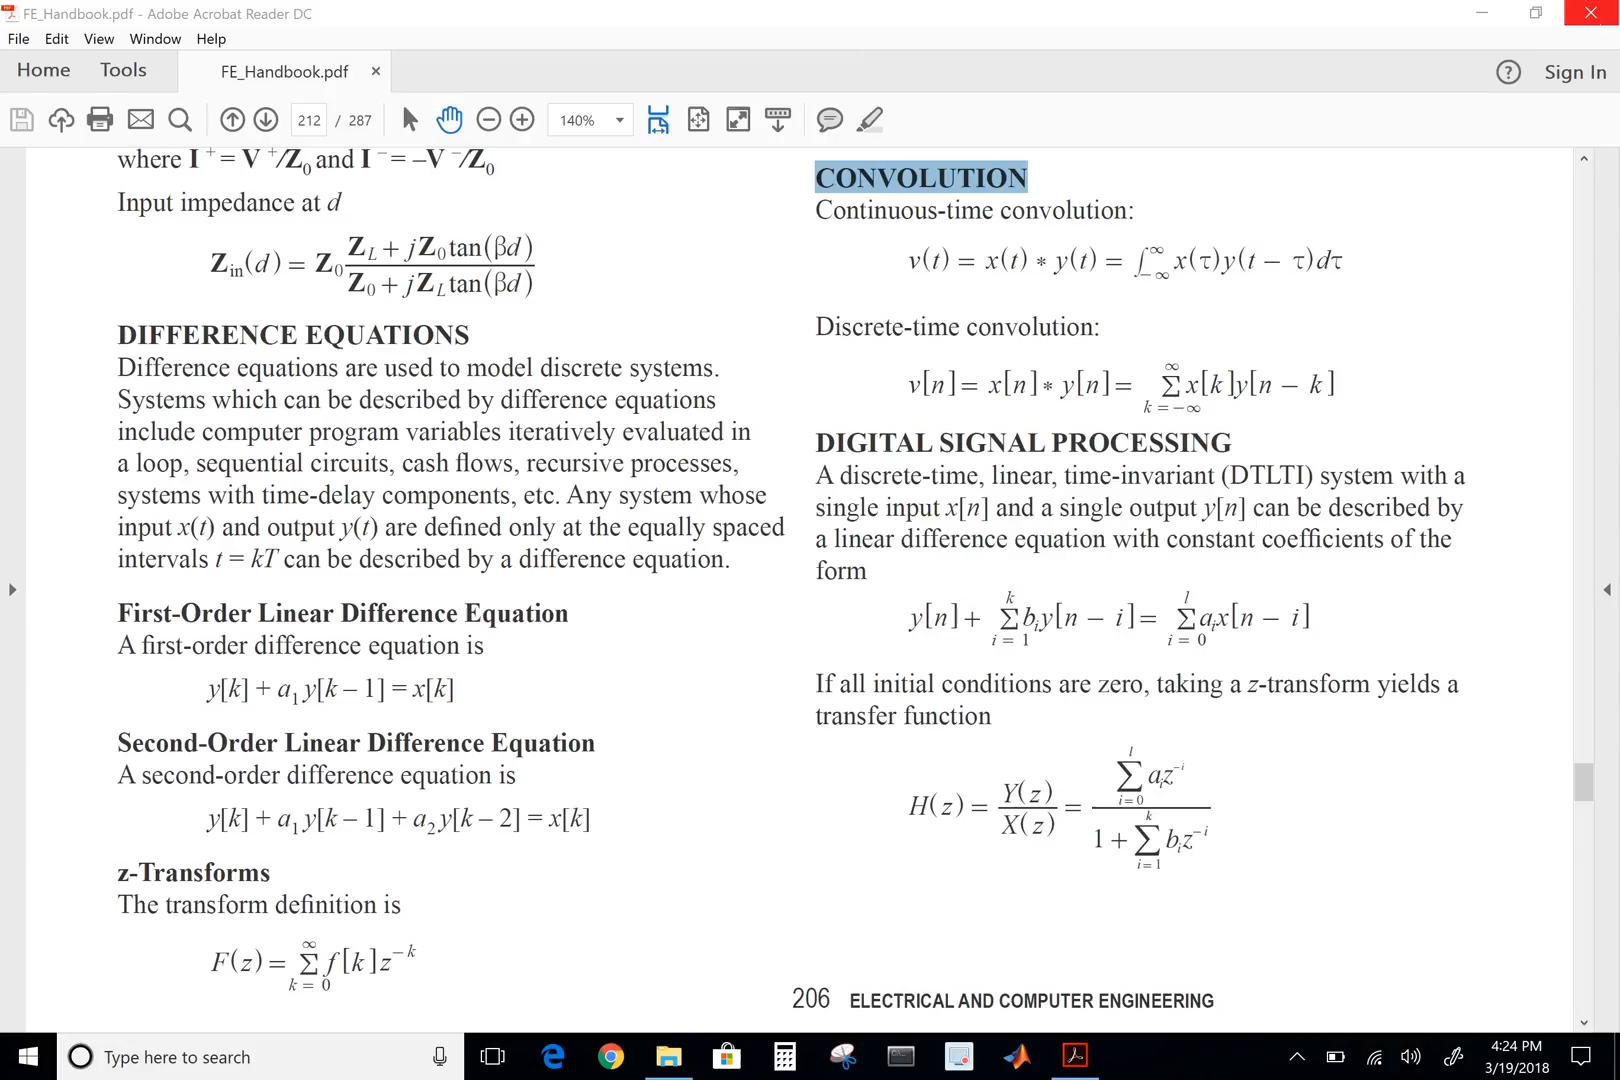 FE_Handbook.pdf - Adobe Acrobat Reader DC
File Edit View Window Help
Home Tools FE_Handbook.pdf × ? Sign In
212 / 287 140%
where I⁺ = V⁺/Z₀ and I⁻ = –V⁻/Z₀
Input impedance at d
Z_in(d) = Z₀ (Z_L + jZ₀tan(βd)) / (Z₀ + jZ_Ltan(βd))
DIFFERENCE EQUATIONS
Difference equations are used to model discrete systems.
Systems which can be described by difference equations
include computer program variables iteratively evaluated in
a loop, sequential circuits, cash flows, recursive processes,
systems with time-delay components, etc. Any system whose
input x(t) and output y(t) are defined only at the equally spaced
intervals t = kT can be described by a difference equation.
First-Order Linear Difference Equation
A first-order difference equation is
y[k] + a₁ y[k – 1] = x[k]
Second-Order Linear Difference Equation
A second-order difference equation is
y[k] + a₁ y[k – 1] + a₂ y[k – 2] = x[k]
z-Transforms
The transform definition is
F(z) = Σ_{k = 0}^{∞} f[k]z^{−k}
CONVOLUTION
Continuous-time convolution:
v(t) = x(t) ∗ y(t) = ∫_{−∞}^{∞} x(τ)y(t − τ)dτ
Discrete-time convolution:
v[n] = x[n] ∗ y[n] = Σ_{k = −∞}^{∞} x[k]y[n − k]
DIGITAL SIGNAL PROCESSING
A discrete-time, linear, time-invariant (DTLTI) system with a
single input x[n] and a single output y[n] can be described by
a linear difference equation with constant coefficients of the
form
y[n] + Σ_{i = 1}^{k} b_i y[n − i] = Σ_{i = 0}^{l} a_i x[n − i]
If all initial conditions are zero, taking a z-transform yields a
transfer function
H(z) = Y(z)/X(z) = (Σ_{i=0}^{l} a_i z^{−i}) / (1 + Σ_{i=1}^{k} b_i z^{−i})
206 ELECTRICAL AND COMPUTER ENGINEERING
Type here to search
4:24 PM
3/19/2018